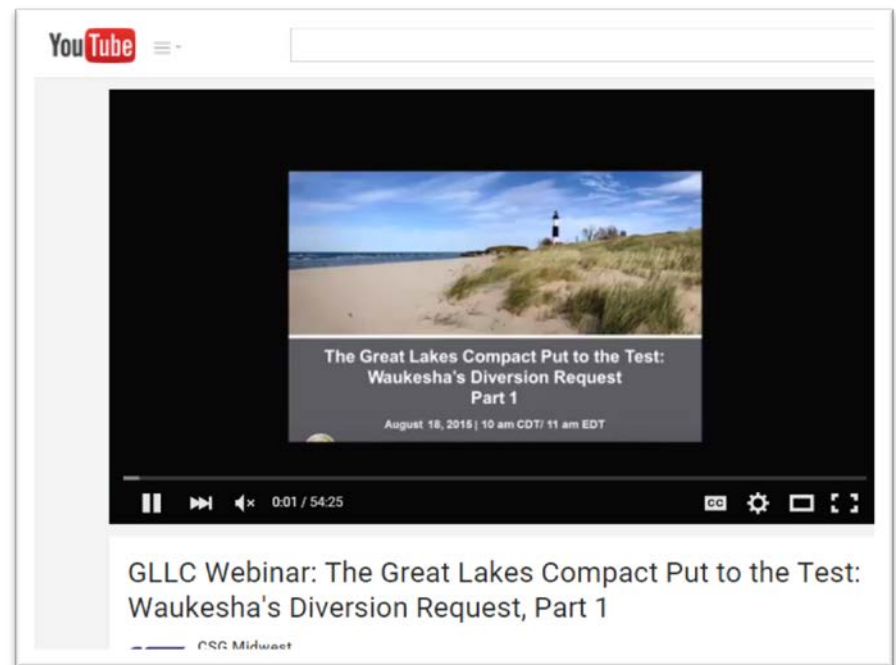 YouTube
The Great Lakes Compact Put to the Test:
Waukesha's Diversion Request
Part 1
August 18, 2015 | 10 am CDT/ 11 am EDT
0:01 / 54:25
CC
GLLC Webinar: The Great Lakes Compact Put to the Test:
Waukesha's Diversion Request, Part 1
CSG Midwest